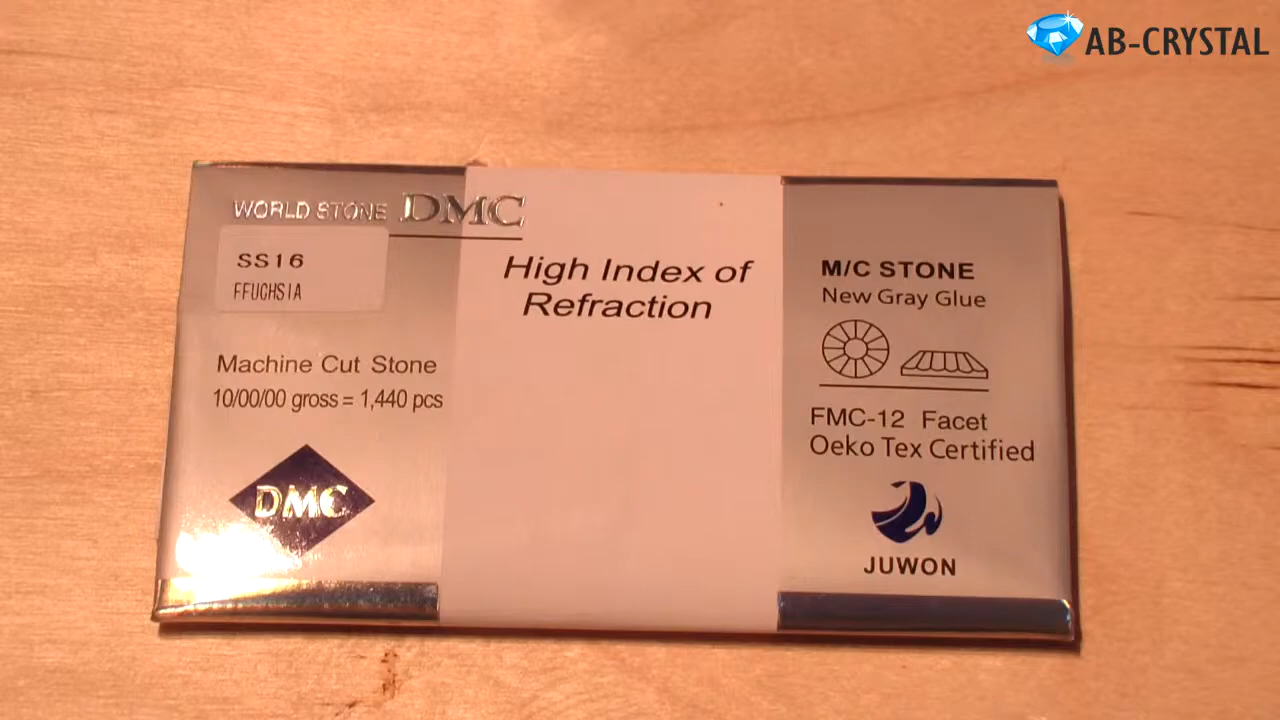 AB-CRYSTAL
WORLD STONE DMC
SS16
FFUCHSIA
Machine Cut Stone
10/00/00 gross = 1,440 pcs
DMC
High Index of
Refraction
M/C STONE
New Gray Glue
FMC-12 Facet
Oeko Tex Certified
JUWON